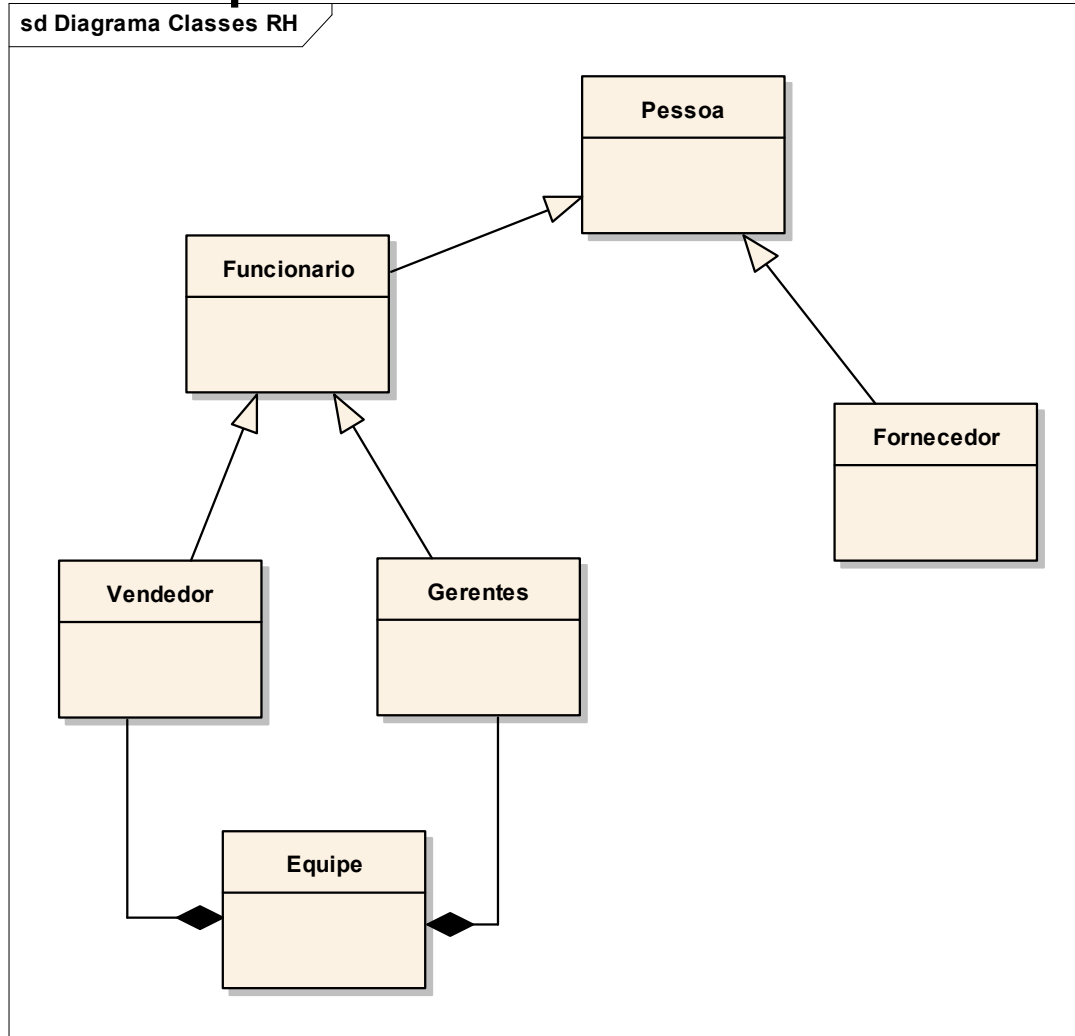 sd Diagrama Classes RH
Pessoa
Funcionario
Fornecedor
Vendedor
Gerentes
Equipe